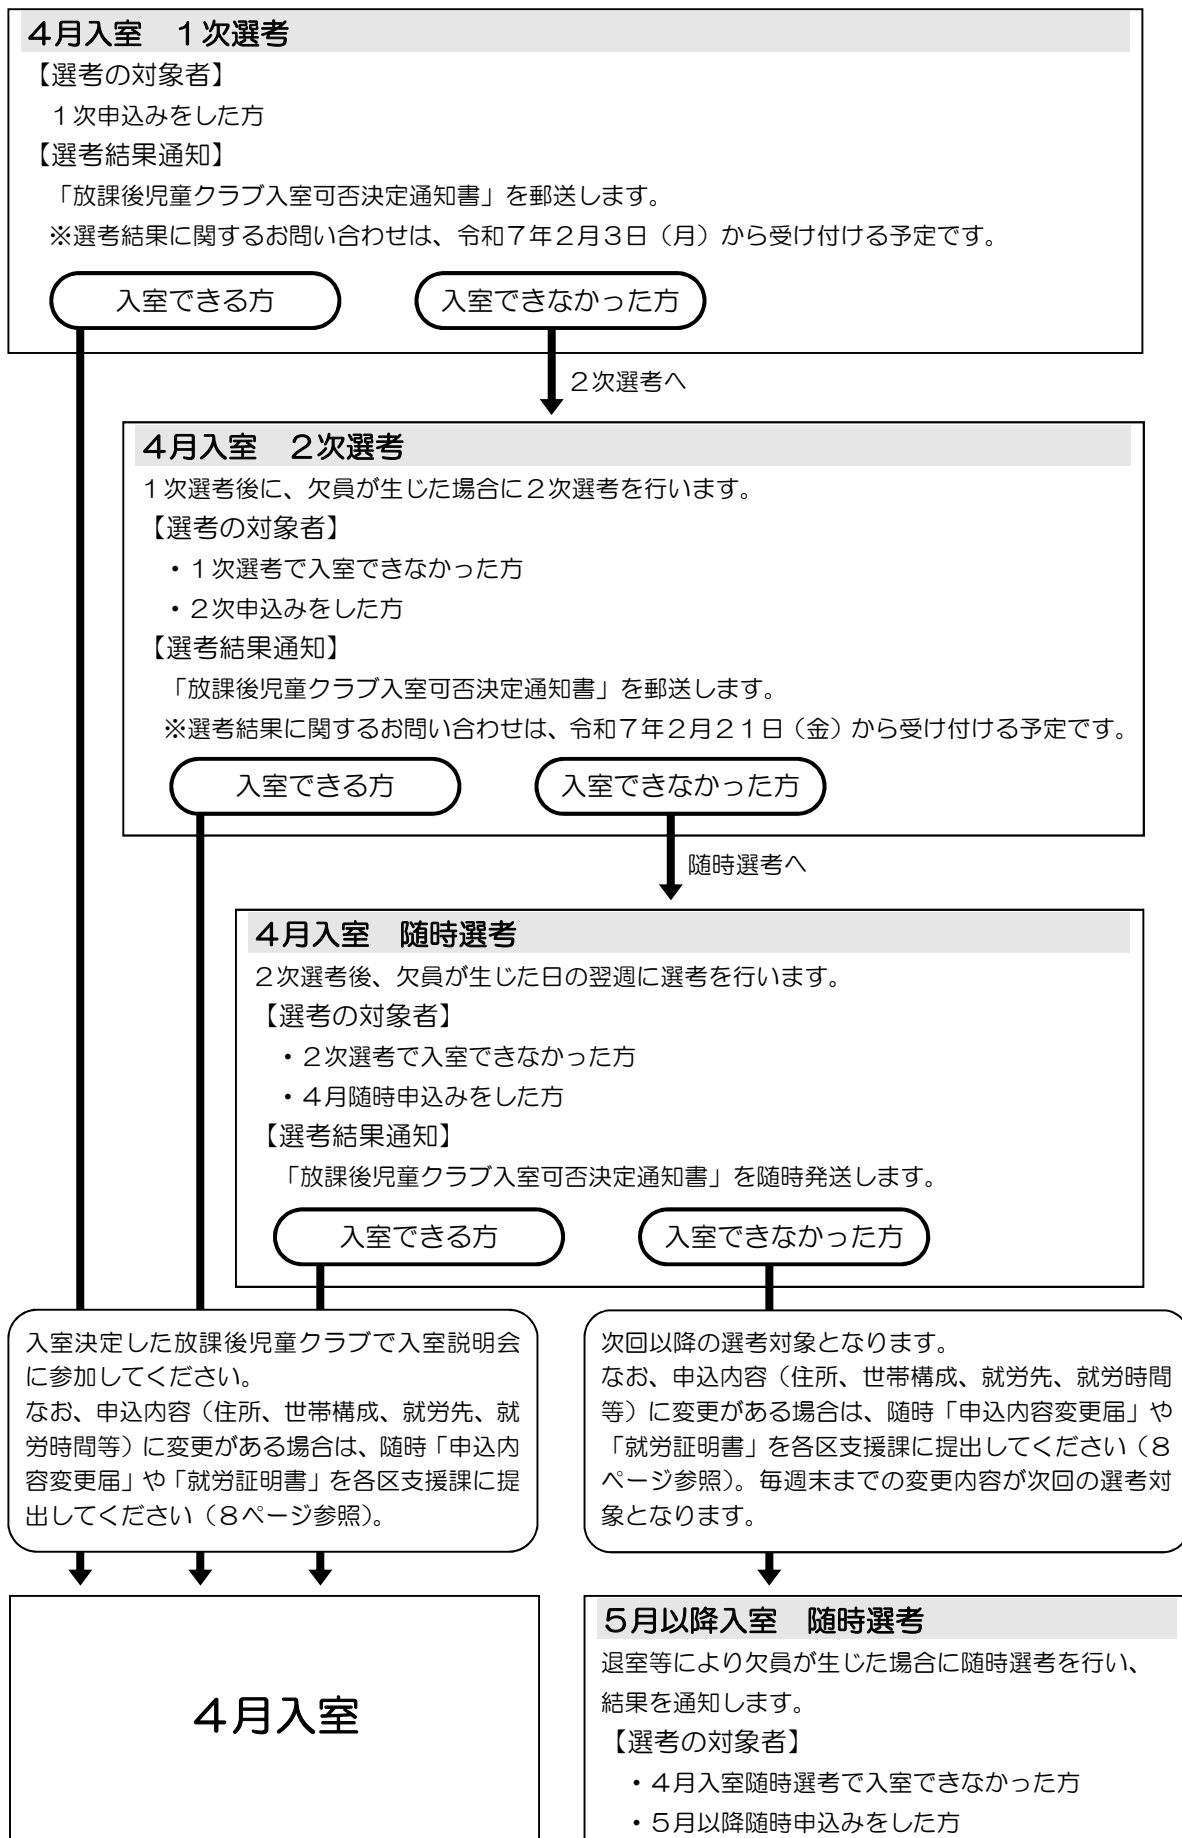 ４月入室　１次選考
【選考の対象者】
１次申込みをした方
【選考結果通知】
「放課後児童クラブ入室可否決定通知書」を郵送します。
※選考結果に関するお問い合わせは、令和７年２月３日（月）から受け付ける予定です。
入室できる方
入室できなかった方
２次選考へ
４月入室　２次選考
１次選考後に、欠員が生じた場合に２次選考を行います。
【選考の対象者】
・１次選考で入室できなかった方
・２次申込みをした方
【選考結果通知】
「放課後児童クラブ入室可否決定通知書」を郵送します。
※選考結果に関するお問い合わせは、令和７年２月２１日（金）から受け付ける予定です。
入室できる方
入室できなかった方
随時選考へ
４月入室　随時選考
２次選考後、欠員が生じた日の翌週に選考を行います。
【選考の対象者】
・２次選考で入室できなかった方
・４月随時申込みをした方
【選考結果通知】
「放課後児童クラブ入室可否決定通知書」を随時発送します。
入室できる方
入室できなかった方
入室決定した放課後児童クラブで入室説明会
に参加してください。
なお、申込内容（住所、世帯構成、就労先、就
労時間等）に変更がある場合は、随時「申込内
容変更届」や「就労証明書」を各区支援課に提
出してください（８ページ参照）。
次回以降の選考対象となります。
なお、申込内容（住所、世帯構成、就労先、就労時間
等）に変更がある場合は、随時「申込内容変更届」や
「就労証明書」を各区支援課に提出してください（８
ページ参照）。毎週末までの変更内容が次回の選考対
象となります。
４月入室
５月以降入室　随時選考
退室等により欠員が生じた場合に随時選考を行い、
結果を通知します。
【選考の対象者】
・４月入室随時選考で入室できなかった方
・５月以降随時申込みをした方